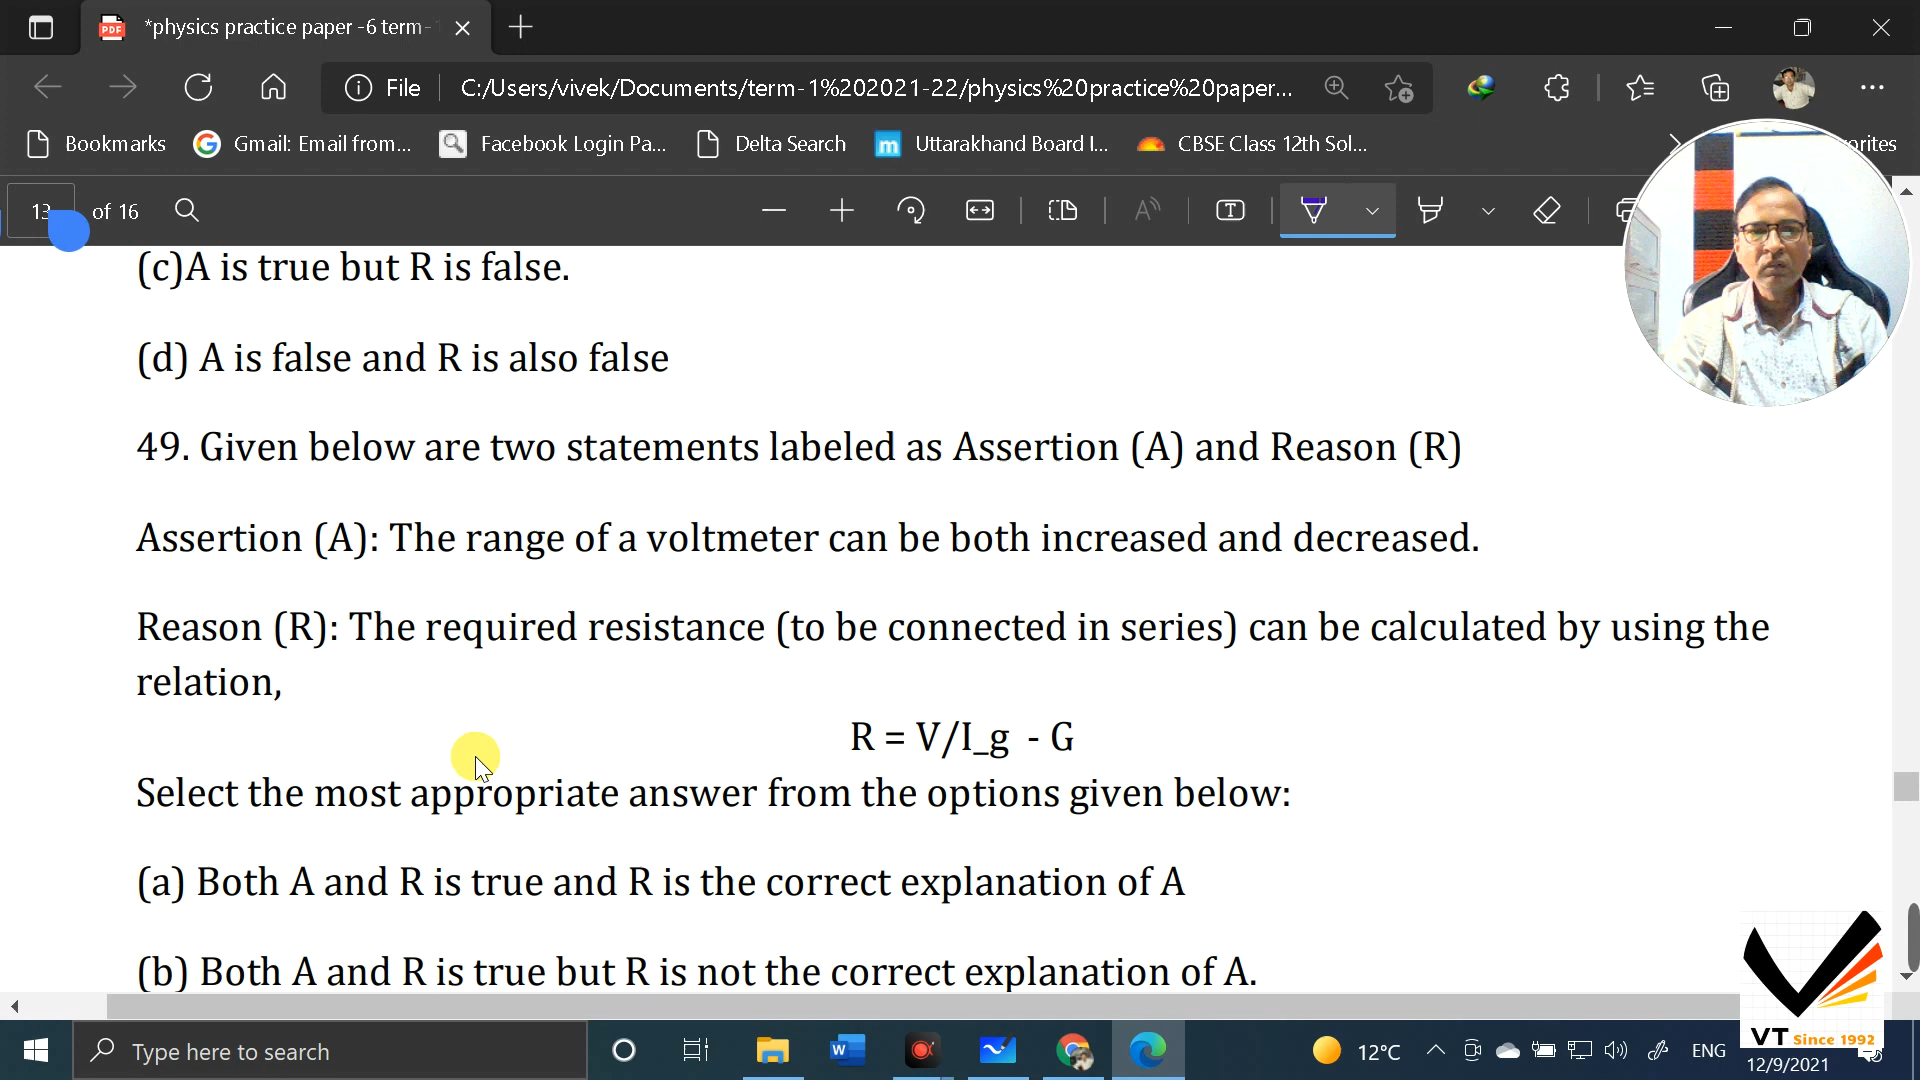 *physics practice paper -6 term-
File
C:/Users/vivek/Documents/term-1%202021-22/physics%20practice%20paper...
Bookmarks
Gmail: Email from...
Facebook Login Pa...
Delta Search
Uttarakhand Board I...
CBSE Class 12th Sol...
orites
13 of 16
(c)A is true but R is false.
(d) A is false and R is also false
49. Given below are two statements labeled as Assertion (A) and Reason (R)
Assertion (A): The range of a voltmeter can be both increased and decreased.
Reason (R): The required resistance (to be connected in series) can be calculated by using the
relation,
R = V/I_g - G
Select the most appropriate answer from the options given below:
(a) Both A and R is true and R is the correct explanation of A
(b) Both A and R is true but R is not the correct explanation of A.
VT Since 1992
Type here to search
12°C
ENG
12/9/2021